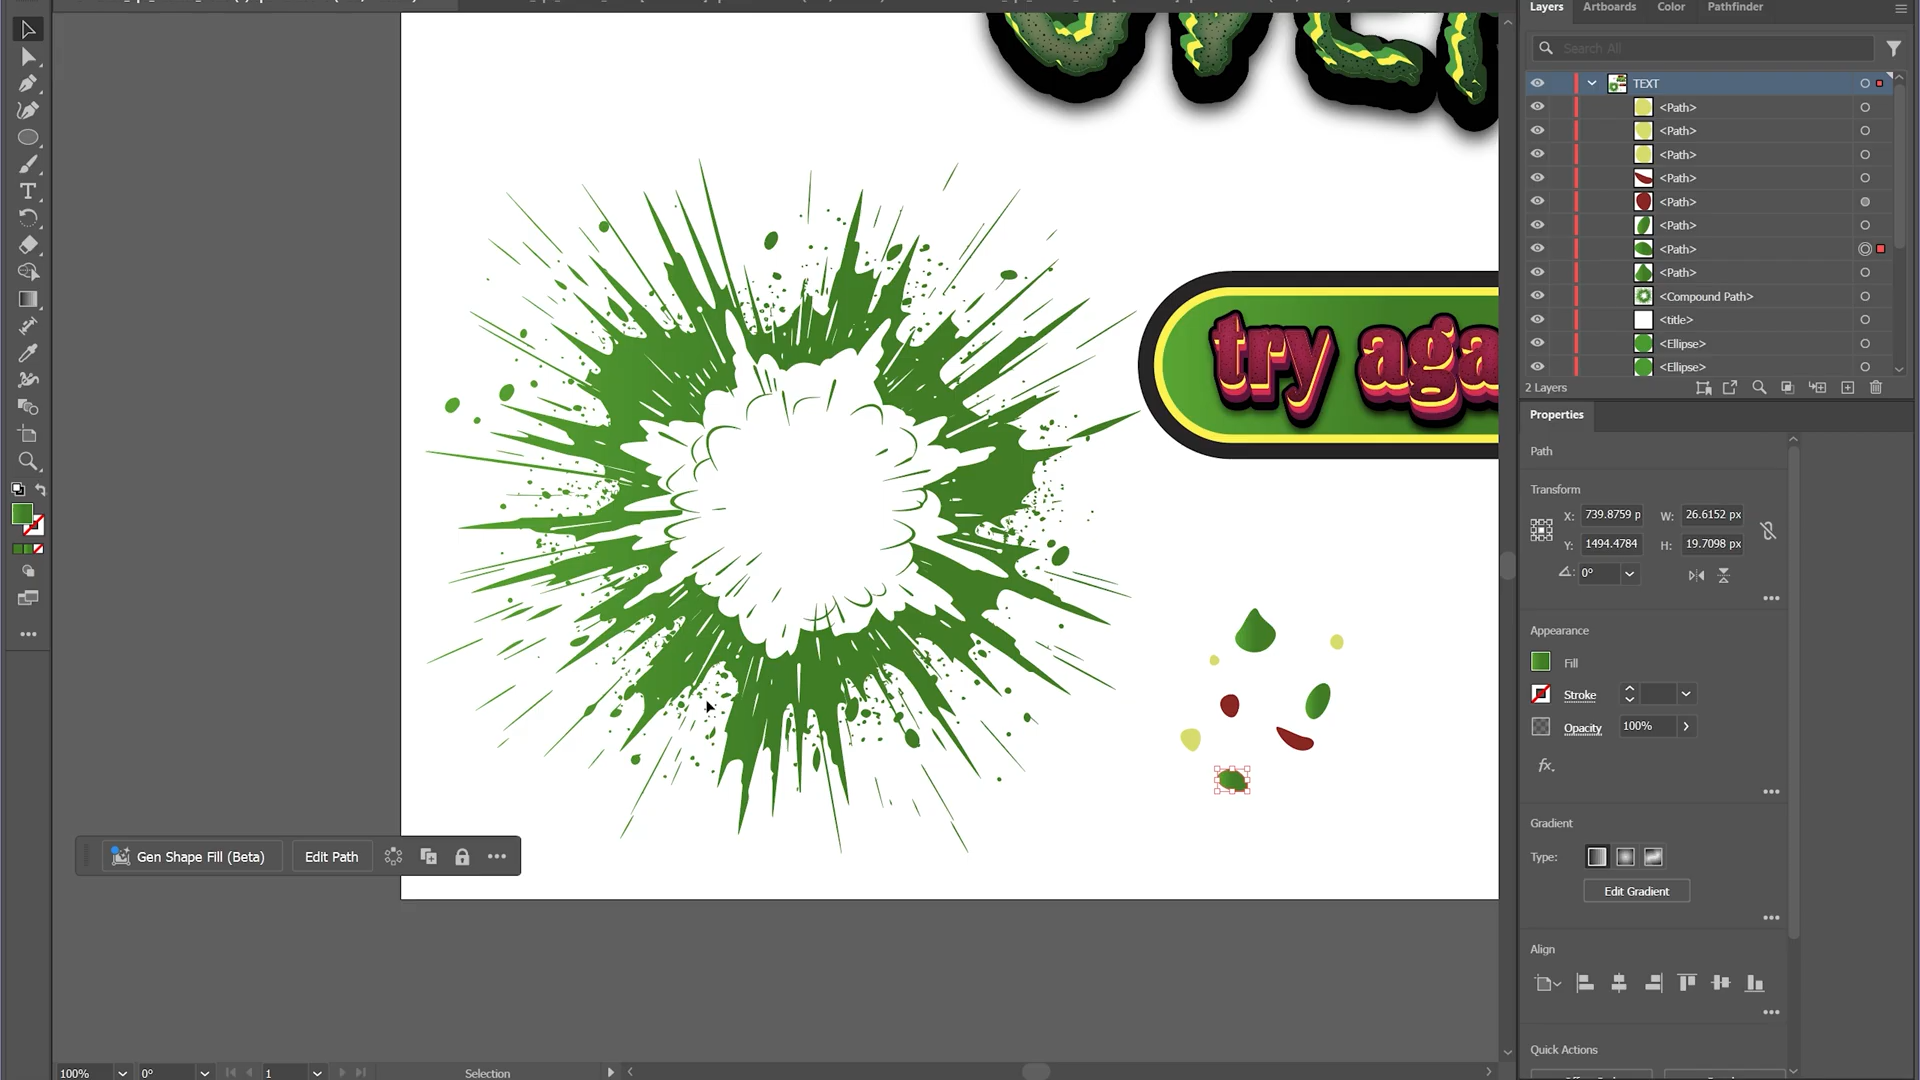 Layers
Artboards
Color
Pathfinder
Search All
TEXT
<Path>
<Path>
<Path>
<Path>
<Path>
<Path>
<Path>
<Path>
<Compound Path>
<title>
<Ellipse>
<Ellipse>
2 Layers
try aga
Properties
Path
Transform
X: 739.8759 p W: 26.6152 px
Y: 1494.4784 H: 19.7098 px
0°
Appearance
Fill
Stroke
Opacity 100%
fx.
Gradient
Type:
Edit Gradient
Align
Quick Actions
Gen Shape Fill (Beta)
Edit Path
100% 0° 1 Selection